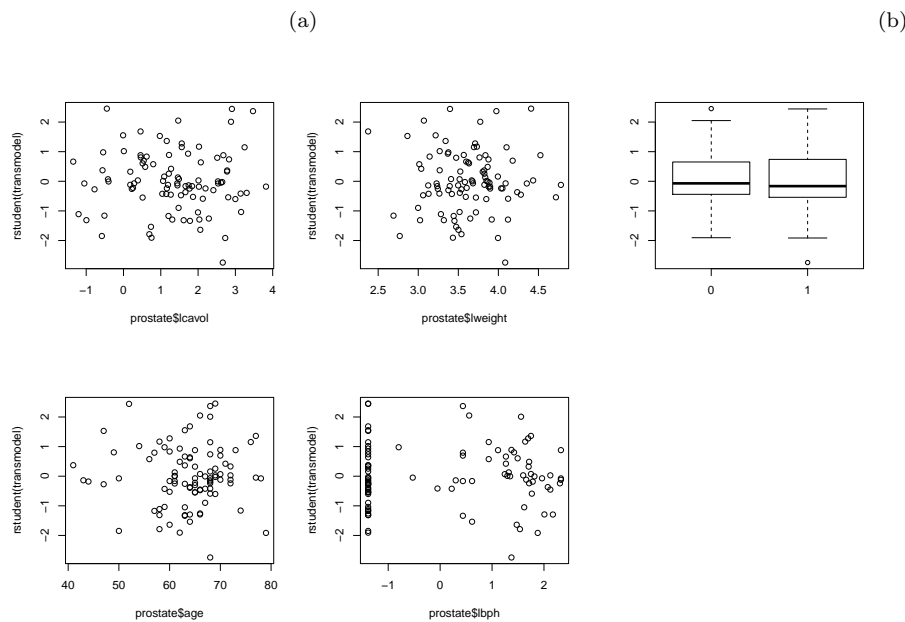 (a) (b)
rstudent(transmodel)
2
1
0
−1
−2
−1 0 1 2 3 4
prostate$lcavol
rstudent(transmodel)
2
1
0
−1
−2
2.5 3.0 3.5 4.0 4.5
prostate$lweight
2
1
0
−1
−2
0 1
rstudent(transmodel)
2
1
0
−1
−2
40 50 60 70 80
prostate$age
rstudent(transmodel)
2
1
0
−1
−2
−1 0 1 2
prostate$lbph